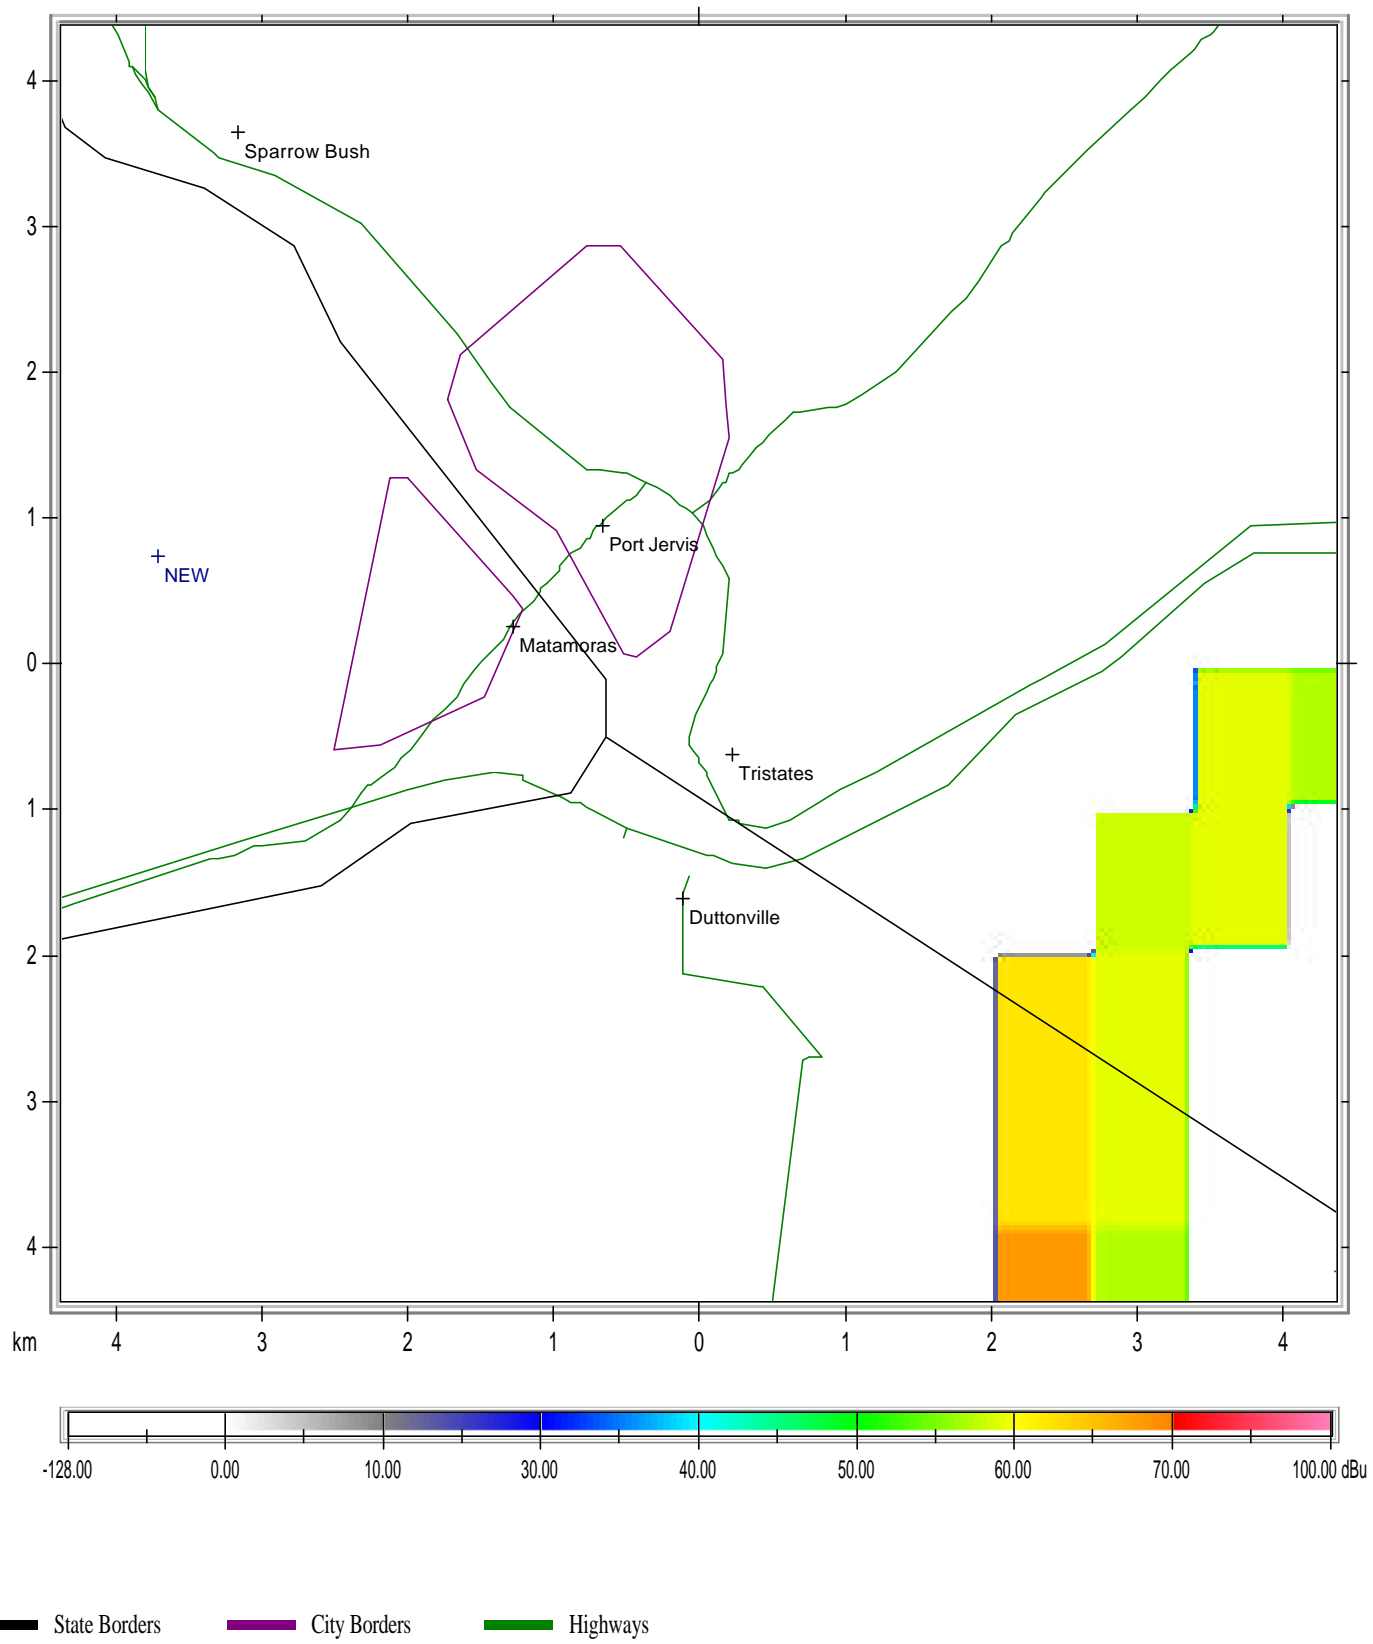 4
Sparrow Bush
3
2
1
Port Jervis
NEW
Matamoras
0
Tristates
1
Duttonville
2
3
4
km 4 3 2 1 0 1 2 3 4
-128.00 0.00 10.00 30.00 40.00 50.00 60.00 70.00 100.00 dBu
State Borders City Borders Highways